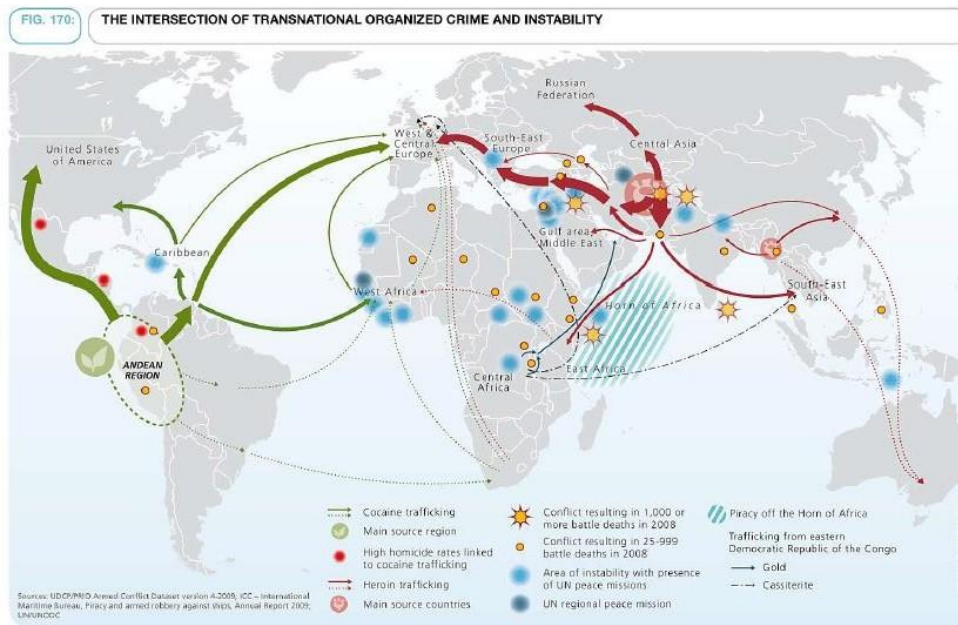 FIG. 170:
THE INTERSECTION OF TRANSNATIONAL ORGANIZED CRIME AND INSTABILITY
Russian
Federation
United States
of America
West &
Central
Europe
South-East
Europe
Central Asia
Caribbean
Gulf area,
Middle East
West Africa
Horn of Africa
South-East
Asia
ANDEAN
REGION
Central
Africa
East Africa
Cocaine trafficking
Main source region
High homicide rates linked
to cocaine trafficking
Heroin trafficking
Main source countries
Conflict resulting in 1,000 or
more battle deaths in 2008
Conflict resulting in 25-999
battle deaths in 2008
Area of instability with presence
of UN peace missions
UN regional peace mission
Piracy off the Horn of Africa
Trafficking from eastern
Democratic Republic of the Congo
Gold
Cassiterite
Sources: UDCP/PRIO Armed Conflict Dataset version 4-2009; ICC – International
Maritime Bureau, Piracy and armed robbery against ships, Annual Report 2009;
UN/UNODC